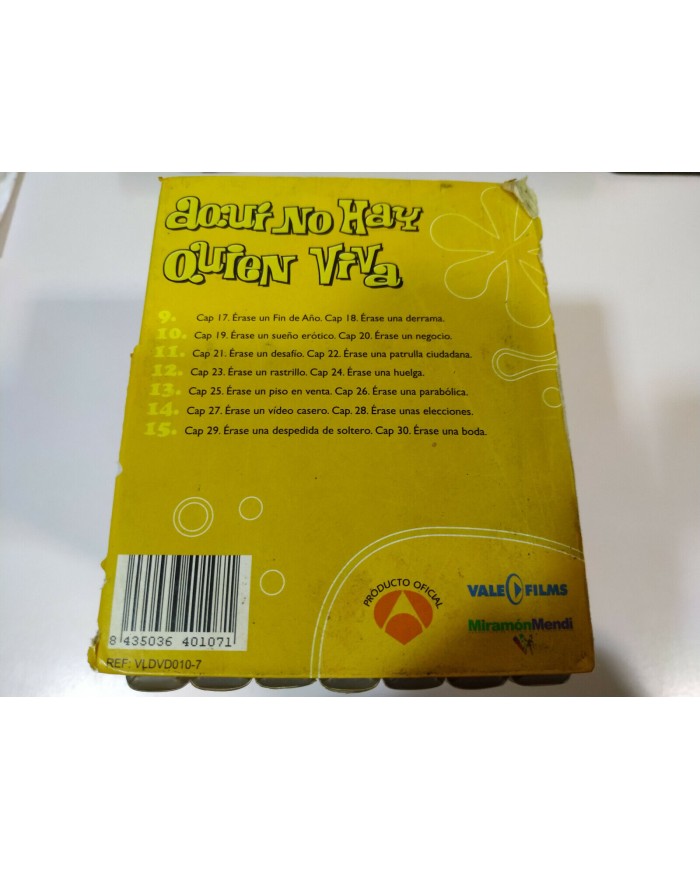 aquí No Hay
Quien Viva
9. Cap 17. Érase un Fin de Año. Cap 18. Érase una derrama.
10. Cap 19. Érase un sueño erótico. Cap 20. Érase un negocio.
11. Cap 21. Érase un desafío. Cap 22. Érase una patrulla ciudadana.
12. Cap 23. Érase un rastrillo. Cap 24. Érase una huelga.
13. Cap 25. Érase un piso en venta. Cap 26. Érase una parabólica.
14. Cap 27. Érase un vídeo casero. Cap. 28. Érase unas elecciones.
15. Cap 29. Érase una despedida de soltero. Cap 30. Érase una boda.
PRODUCTO OFICIAL
VALE FILMS
MiramónMendi
8 435036 401071
REF: VLDVD010-7